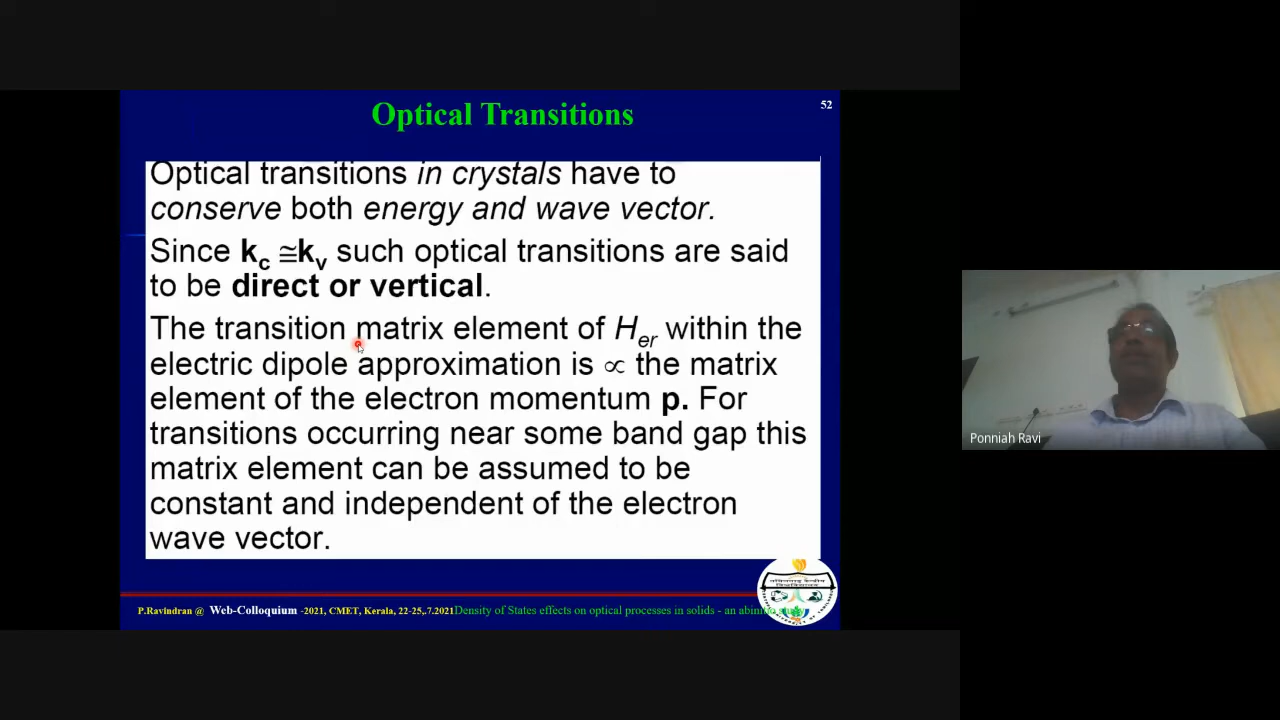 Optical Transitions
52
Optical transitions in crystals have to
conserve both energy and wave vector.
Since kc ≅kv such optical transitions are said
to be direct or vertical.
The transition matrix element of Her within the
electric dipole approximation is ∝ the matrix
element of the electron momentum p. For
transitions occurring near some band gap this
matrix element can be assumed to be
constant and independent of the electron
wave vector.
P.Ravindran @ Web-Colloquium -2021, CMET, Kerala, 22-25,.7.2021Density of States effects on optical processes in solids - an abinitio study
Ponniah Ravi